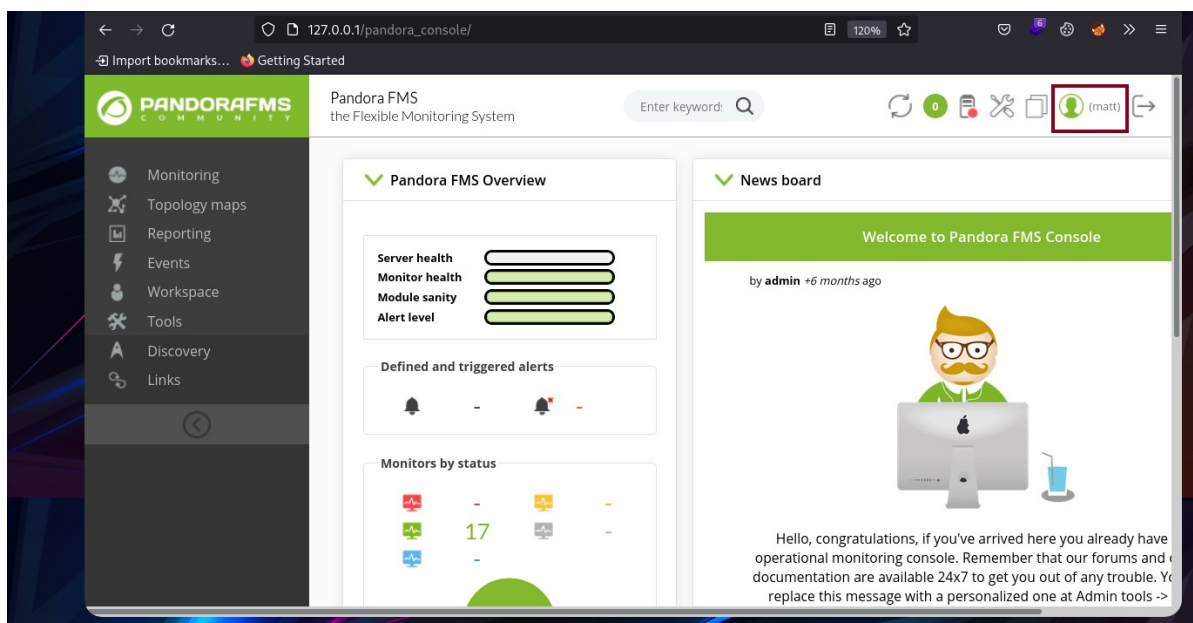 127.0.0.1/pandora_console/
120%
6
Import bookmarks...
Getting Started
PANDORAFMS
COMMUNITY
Pandora FMS
the Flexible Monitoring System
Enter keyword:
0
(matt)
Monitoring
Topology maps
Reporting
Events
Workspace
Tools
Discovery
Links
Pandora FMS Overview
Server health
Monitor health
Module sanity
Alert level
Defined and triggered alerts
-
-
Monitors by status
-
-
17
-
-
News board
Welcome to Pandora FMS Console
by admin +6 months ago
Hello, congratulations, if you've arrived here you already have
operational monitoring console. Remember that our forums and
documentation are available 24x7 to get you out of any trouble.
replace this message with a personalized one at Admin tools ->